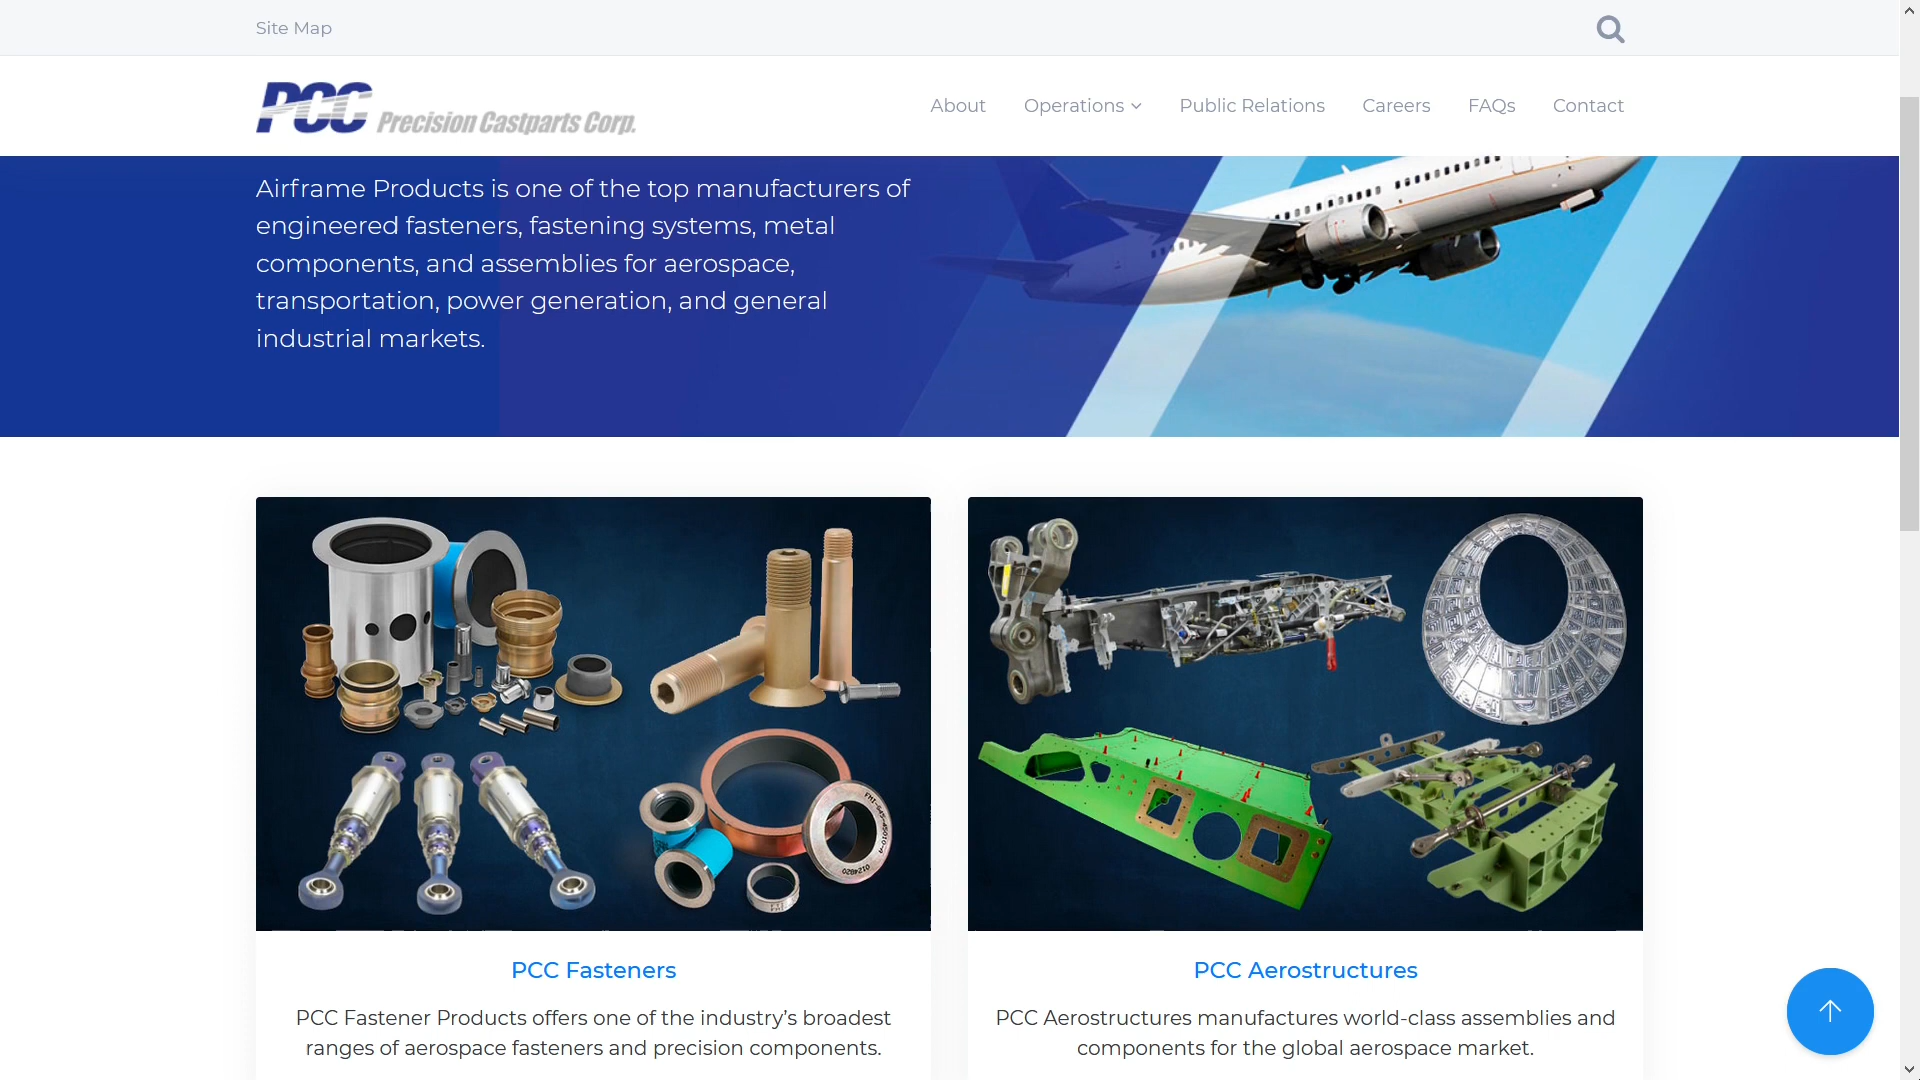 Site Map
PCC Precision Castparts Corp.
About
Operations
Public Relations
Careers
FAQs
Contact
Airframe Products is one of the top manufacturers of
engineered fasteners, fastening systems, metal
components, and assemblies for aerospace,
transportation, power generation, and general
industrial markets.
PCC Fasteners
PCC Fastener Products offers one of the industry’s broadest
ranges of aerospace fasteners and precision components.
PCC Aerostructures
PCC Aerostructures manufactures world-class assemblies and
components for the global aerospace market.